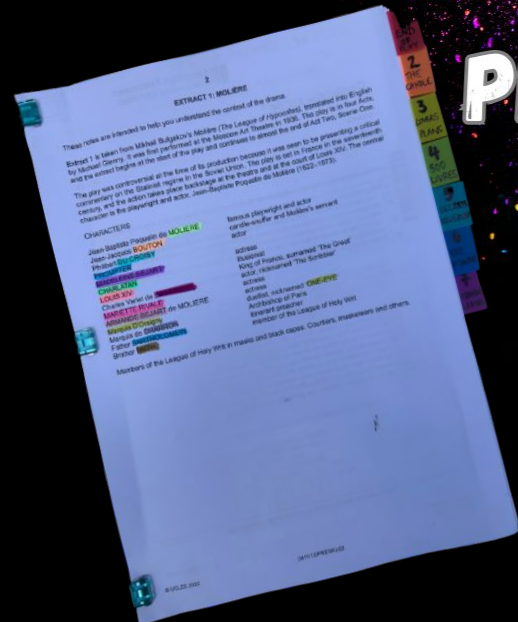 2
EXTRACT 1: MOLIÈRE
These notes are intended to help you understand the context of the drama.
Extract 1 is taken from Mikhail Bulgakov's Molière (The League of Hypocrites), translated into English
by Michael Glenny. It was first performed at the Moscow Art Theatre in 1936. The play is in four Acts,
and the extract begins at the start of the play and continues to almost the end of Act Two, Scene One.
The play was controversial at the time of its production because it was seen to be presenting a critical
commentary on the Stalinist regime in the Soviet Union. The play is set in France in the seventeenth
century, and the action takes place backstage at the theatre and at the court of Louis XIV. The central
character is the playwright and actor, Jean-Baptiste Poquelin de Molière (1622–1673).
CHARACTERS
Jean-Baptiste Poquelin de MOLIÈRE famous playwright and actor
Jean-Jacques BOUTON candle-snuffer and Molière's servant
Philibert DU CROISY actor
PROMPTER
MADELEINE BÉJART actress
CHARLATAN illusionist
LOUIS XIV King of France, surnamed 'The Great'
Charles Varlet de actor, nicknamed 'The Scribbler'
MARIETTE RIVALE actress
ARMANDE BÉJART de MOLIÈRE actress
Marquis D'Orsigny duellist, nicknamed ONE-EYE
Marquis de CHARRON Archbishop of Paris
Father BARTHOLOMEW itinerant preacher
Brother member of the League of Holy Writ
Members of the League of Holy Writ in masks and black capes. Courtiers, musketeers and others.
© UCLES 2022
END
2
THE
3
4
500
LIVRES
P